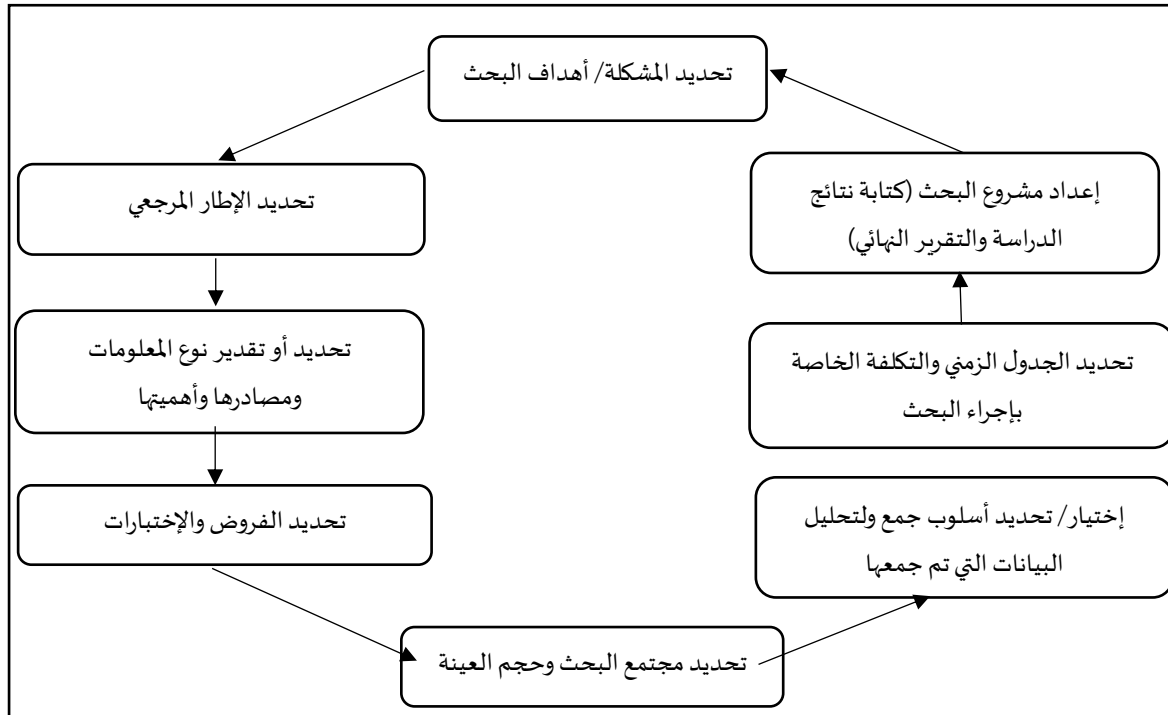 تحديد المشكلة/ أهداف البحث
تحديد الإطار المرجعي
تحديد أو تقدير نوع المعلومات
ومصادرها وأهميتها
تحديد الفروض والإختبارات
تحديد مجتمع البحث وحجم العينة
إختيار/ تحديد أسلوب جمع ولتحليل
البيانات التي تم جمعها
تحديد الجدول الزمني والتكلفة الخاصة
بإجراء البحث
إعداد مشروع البحث (كتابة نتائج
الدراسة والتقرير النهائي)